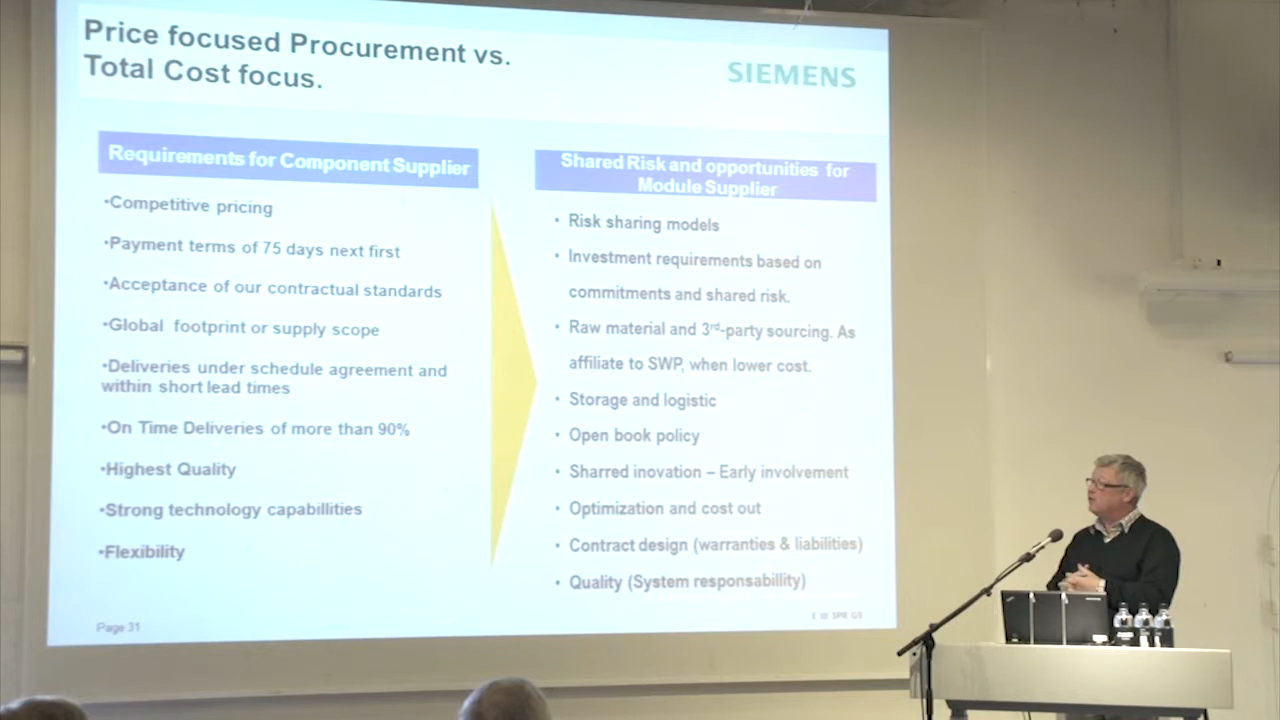 Price focused Procurement vs.
Total Cost focus.
SIEMENS
Requirements for Component Supplier
•Competitive pricing
•Payment terms of 75 days next first
•Acceptance of our contractual standards
•Global footprint or supply scope
•Deliveries under schedule agreement and
within short lead times
•On Time Deliveries of more than 90%
•Highest Quality
•Strong technology capabillities
•Flexibility
Shared Risk and opportunities for
Module Supplier
• Risk sharing models
• Investment requirements based on
commitments and shared risk.
• Raw material and 3rd-party sourcing. As
affiliate to SWP, when lower cost.
• Storage and logistic
• Open book policy
• Sharred inovation – Early involvement
• Optimization and cost out
• Contract design (warranties & liabilities)
• Quality (System responsabillity)
Page 31